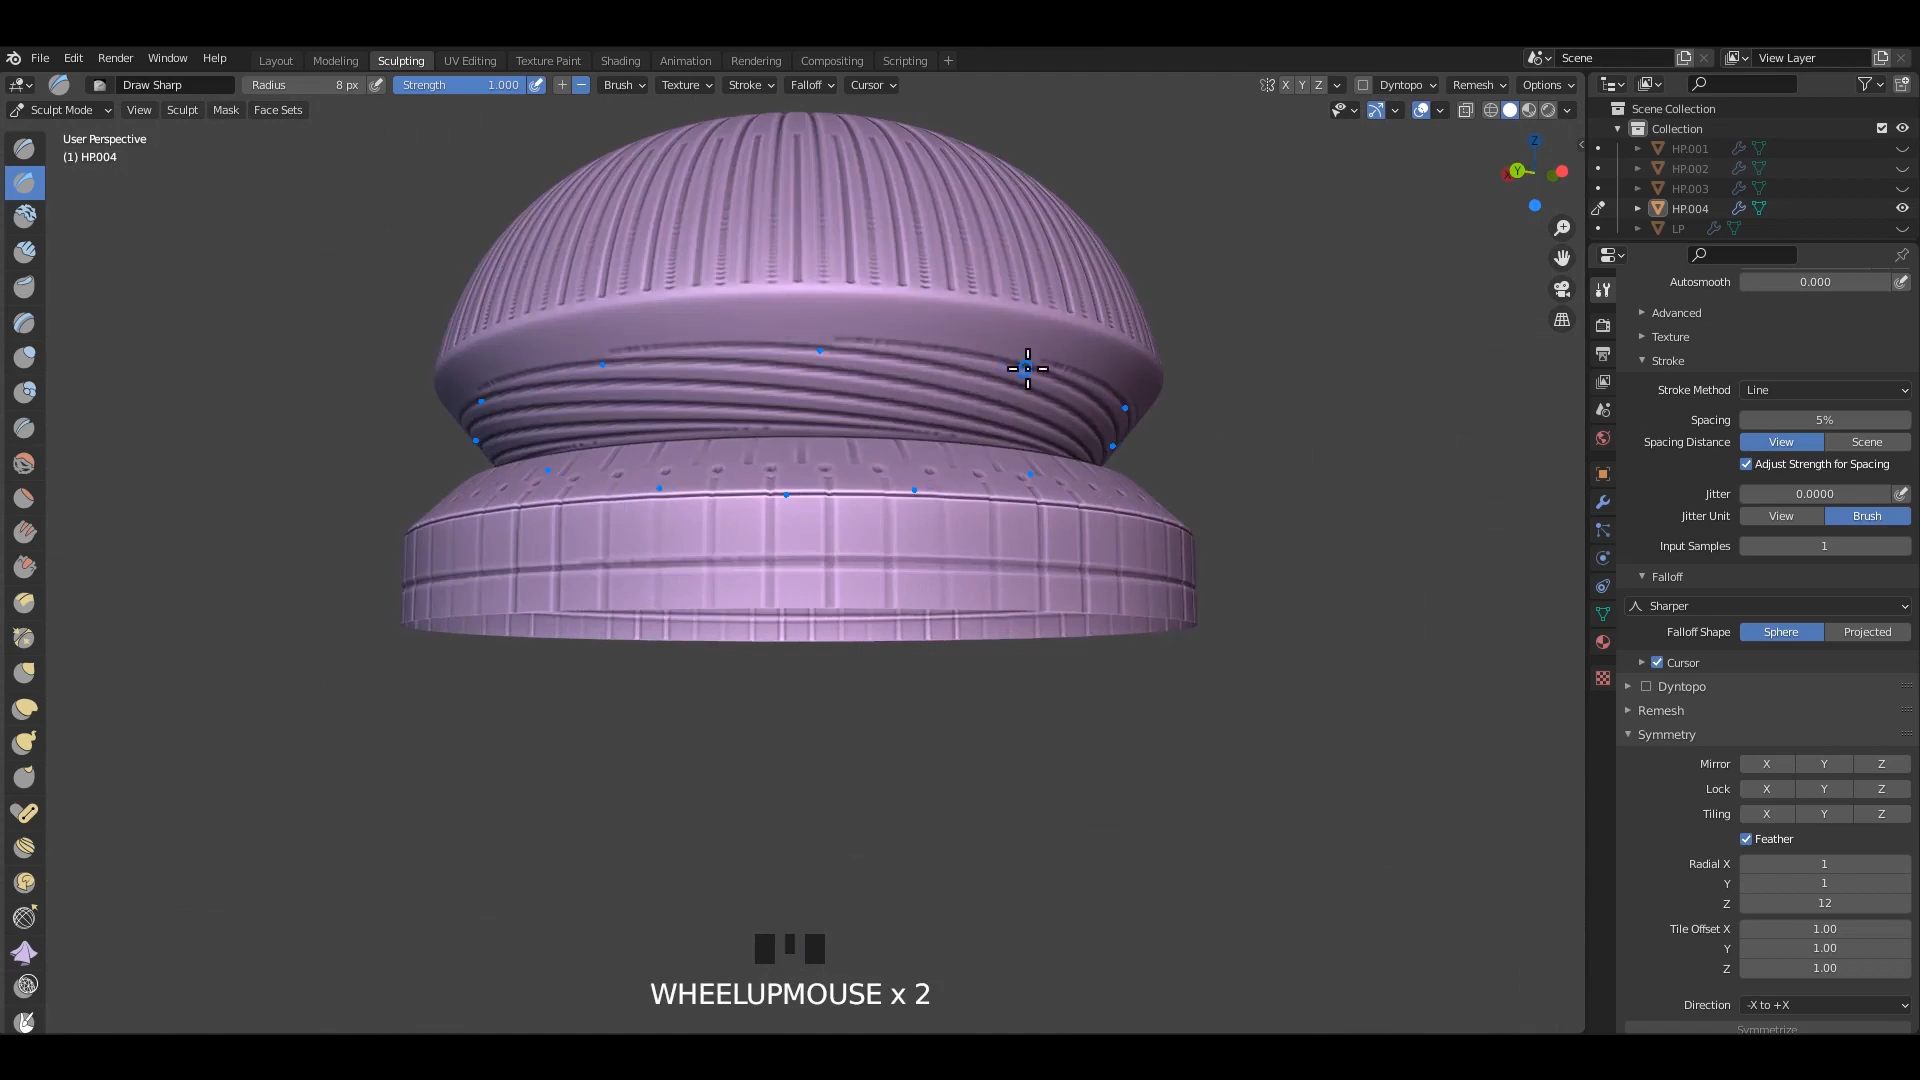 File Edit Render Window Help Layout Modeling Sculpting UV Editing Texture Paint Shading Animation Rendering Compositing Scripting + Scene View Layer
Draw Sharp Radius 8 px Strength 1.000 Brush Texture Stroke Falloff Cursor X Y Z Dyntopo Remesh Options
Sculpt Mode View Sculpt Mask Face Sets
User Perspective
(1) HP.004
Z
Y
X
Scene Collection
Collection
HP.001
HP.002
HP.003
HP.004
LP
Autosmooth 0.000
Advanced
Texture
Stroke
Stroke Method Line
Spacing 5%
Spacing Distance View Scene
Adjust Strength for Spacing
Jitter 0.0000
Jitter Unit View Brush
Input Samples 1
Falloff
Sharper
Falloff Shape Sphere Projected
Cursor
Dyntopo
Remesh
Symmetry
Mirror X Y Z
Lock X Y Z
Tiling X Y Z
Feather
Radial X 1
Y 1
Z 12
Tile Offset X 1.00
Y 1.00
Z 1.00
Direction -X to +X
Symmetrize
WHEELUPMOUSE x 2